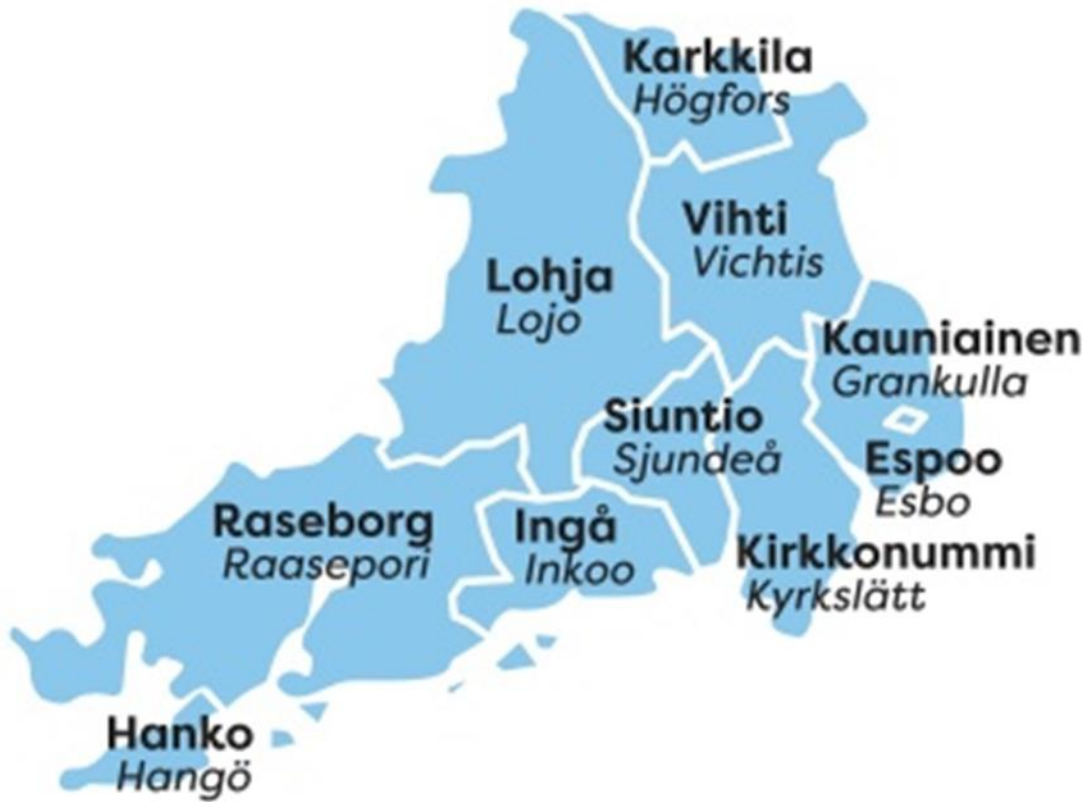 Karkkila
Högfors
Vihti
Vichtis
Lohja
Lojo
Kauniainen
Grankulla
Siuntio
Sjundeå
Espoo
Esbo
Raseborg
Raasepori
Ingå
Inkoo
Kirkkonummi
Kyrkslätt
Hanko
Hangö